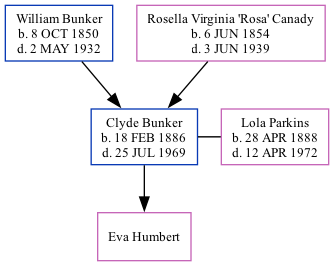 William Bunker
b. 8 OCT 1850
d. 2 MAY 1932
Rosella Virginia 'Rosa' Canady
b. 6 JUN 1854
d. 3 JUN 1939
Clyde Bunker
b. 18 FEB 1886
d. 25 JUL 1969
Lola Parkins
b. 28 APR 1888
d. 12 APR 1972
Eva Humbert